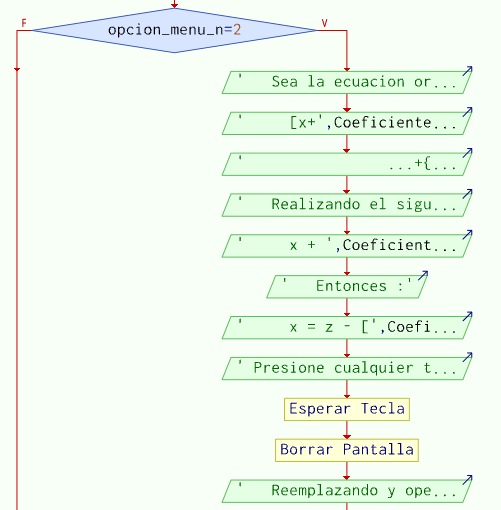 F
V
opcion_menu_n=2
' Sea la ecuacion or...
' [x+',Coeficiente...
' ...+{...
' Realizando el sigu...
' x + ',Coeficient...
' Entonces :'
' x = z - [',Coefi...
' Presione cualquier t...
Esperar Tecla
Borrar Pantalla
' Reemplazando y ope...